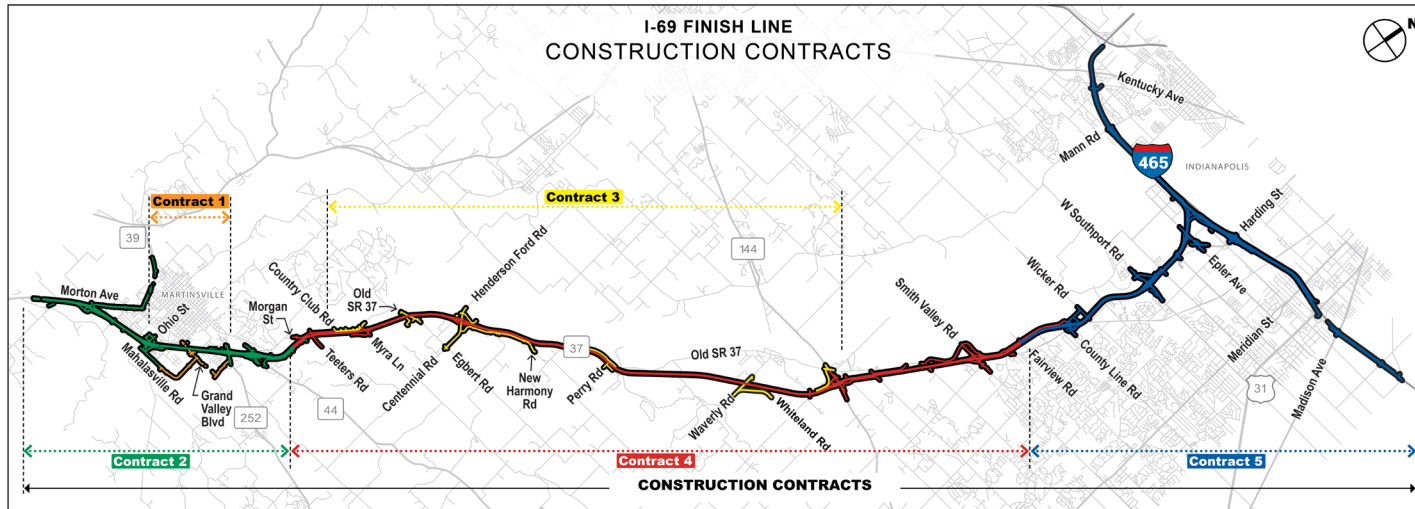 I-69 FINISH LINE
CONSTRUCTION CONTRACTS
N
Kentucky Ave
Mann Rd
465
INDIANAPOLIS
Contract 1
Contract 3
39
144
Harding St
W Southport Rd
Epler Ave
Henderson Ford Rd
Wicker Rd
Morton Ave
MARTINSVILLE
Ohio St
Country Club Rd
Morgan
St
Old
SR 37
Smith Valley Rd
Meridian St
Mahalasville Rd
Grand
Valley
Blvd
Teeters Rd
Myra Ln
Centennial Rd
Egbert Rd
New
Harmony
Rd
37
Perry Rd
Old SR 37
Waverly Rd
Whiteland Rd
Fairview Rd
County Line Rd
31
Madison Ave
252
44
Contract 2
Contract 4
Contract 5
CONSTRUCTION CONTRACTS